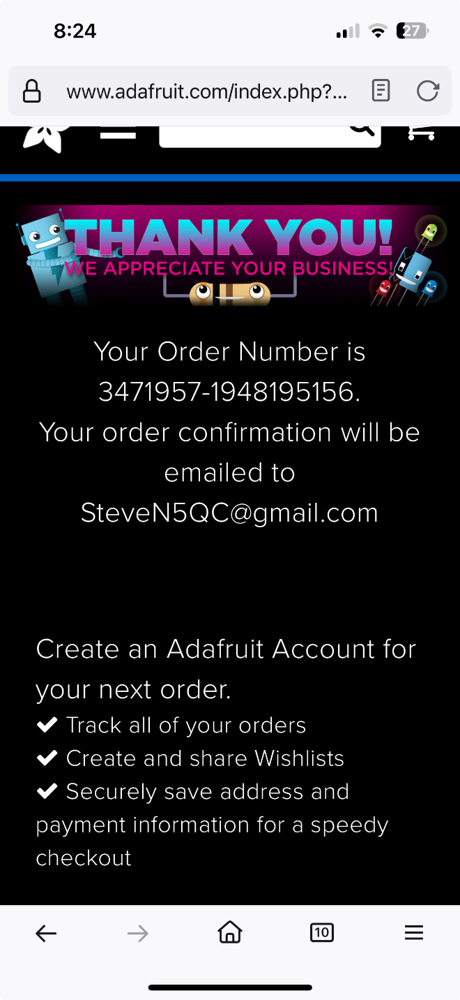 8:24
27
www.adafruit.com/index.php?...
THANK YOU!
WE APPRECIATE YOUR BUSINESS!
Your Order Number is
3471957-1948195156.
Your order confirmation will be
emailed to
SteveN5QC@gmail.com
Create an Adafruit Account for
your next order.
✔ Track all of your orders
✔ Create and share Wishlists
✔ Securely save address and
payment information for a speedy
checkout
10